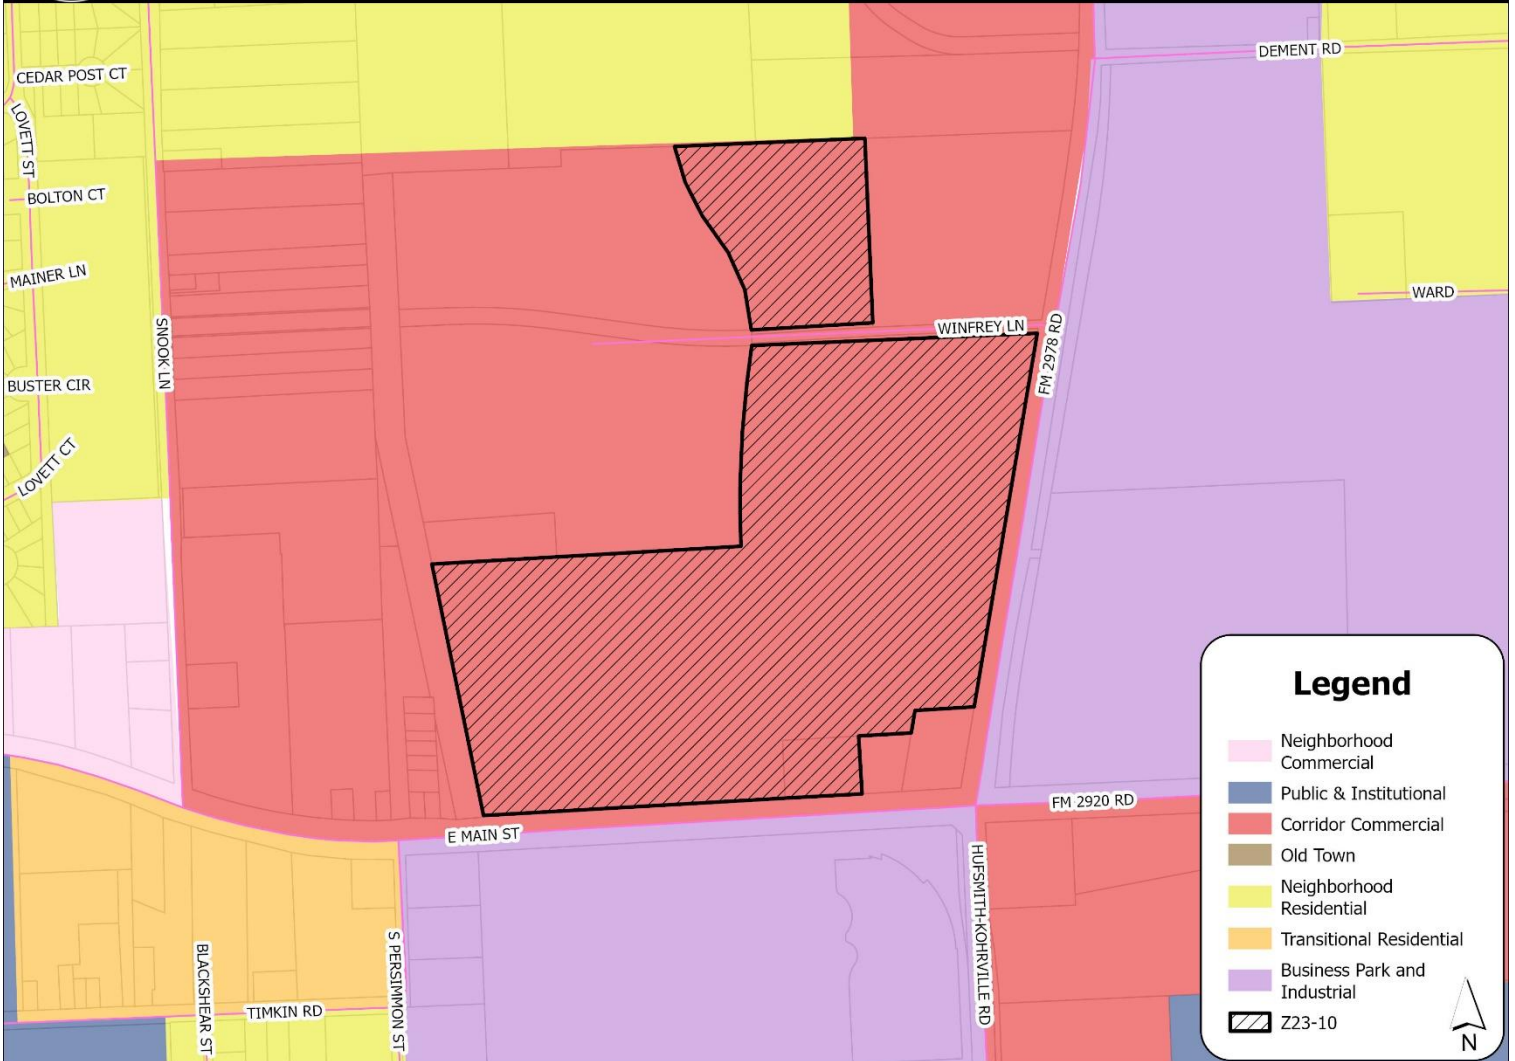 DEMENT RD
CEDAR POST CT
LOVETT ST
BOLTON CT
MAINER LN
WARD
SNOOK LN
WINFREY LN
FM 2978 RD
BUSTER CIR
LOVETT CT
E MAIN ST
FM 2920 RD
HUFSMITH-KOHRVILLE RD
BLACKSHEAR ST
S PERSIMMON ST
TIMKIN RD
Legend
Neighborhood
Commercial
Public & Institutional
Corridor Commercial
Old Town
Neighborhood
Residential
Transitional Residential
Business Park and
Industrial
Z23-10
N